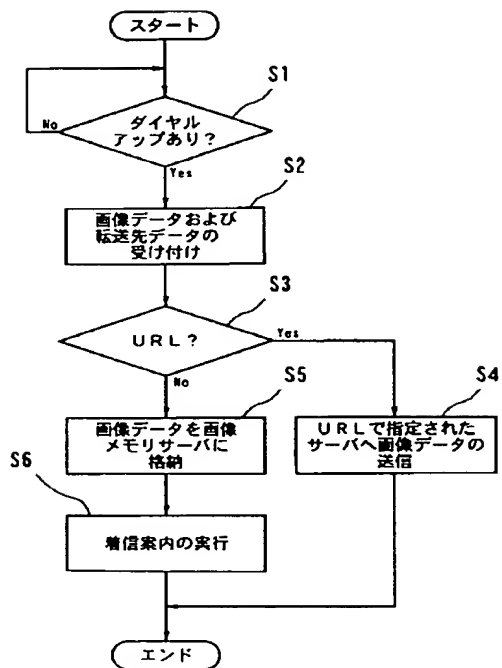 スタート
S1
ダイヤル
アップあり？
No
Yes
S2
画像データおよび
転送先データの
受け付け
S3
ＵＲＬ？
Yes
No
S5
S4
画像データを画像
メモリサーバに
格納
ＵＲＬで指定された
サーバへ画像データの
送信
S6
着信案内の実行
エンド